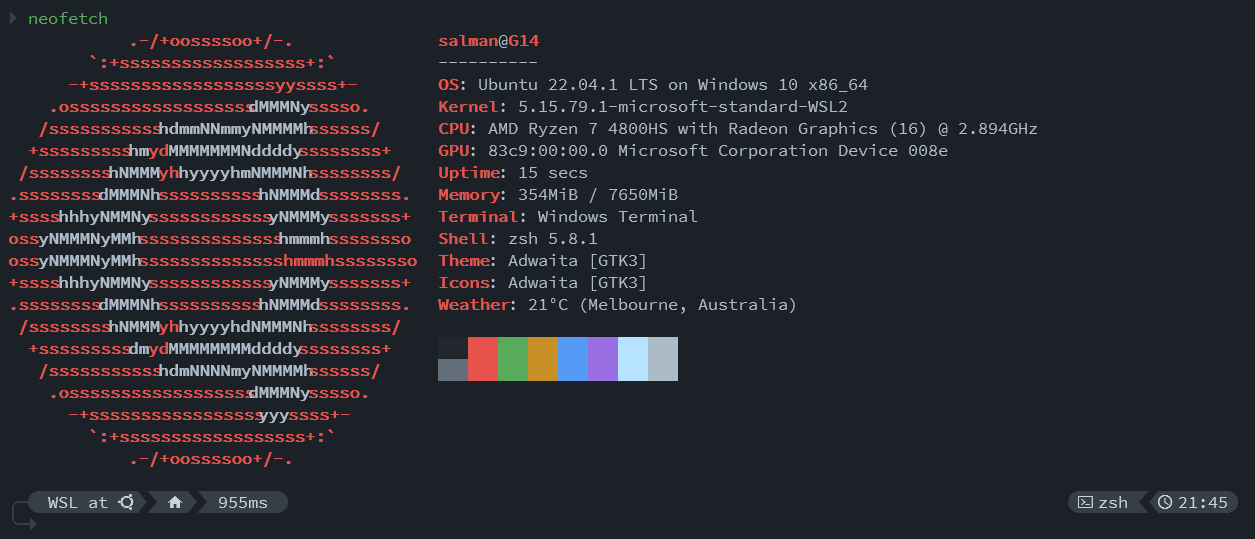 neofetch
.-/+oossssoo+/-.
`:+ssssssssssssssssss+:`
-+ssssssssssssssssssyyssss+-
.ossssssssssssssssssdMMMNysssso.
/ssssssssssshdmmNNmmyNMMMMhssssss/
+ssssssssshmydMMMMMMMNddddyssssssss+
/sssssssshNMMMyhhyyyyhmNMMMNhssssssss/
.ssssssssdMMMNhsssssssssshNMMMdssssssss.
+sssshhhyNMMNyssssssssssssyNMMMysssssss+
ossyNMMMNyMMhsssssssssssssshmmmhssssssso
ossyNMMMNyMMhsssssssssssssshmmmhssssssso
+sssshhhyNMMNyssssssssssssyNMMMysssssss+
.ssssssssdMMMNhsssssssssshNMMMdssssssss.
/sssssssshNMMMyhhyyyyhdNMMMNhssssssss/
+sssssssssdmydMMMMMMMMddddyssssssss+
/ssssssssssshdmNNNNmyNMMMMhssssss/
.ossssssssssssssssssdMMMNysssso.
-+sssssssssssssssssyyyssss+-
`:+ssssssssssssssssss+:`
.-/+oossssoo+/-.
salman@G14
----------
OS: Ubuntu 22.04.1 LTS on Windows 10 x86_64
Kernel: 5.15.79.1-microsoft-standard-WSL2
CPU: AMD Ryzen 7 4800HS with Radeon Graphics (16) @ 2.894GHz
GPU: 83c9:00:00.0 Microsoft Corporation Device 008e
Uptime: 15 secs
Memory: 354MiB / 7650MiB
Terminal: Windows Terminal
Shell: zsh 5.8.1
Theme: Adwaita [GTK3]
Icons: Adwaita [GTK3]
Weather: 21°C (Melbourne, Australia)
WSL at 955ms zsh 21:45